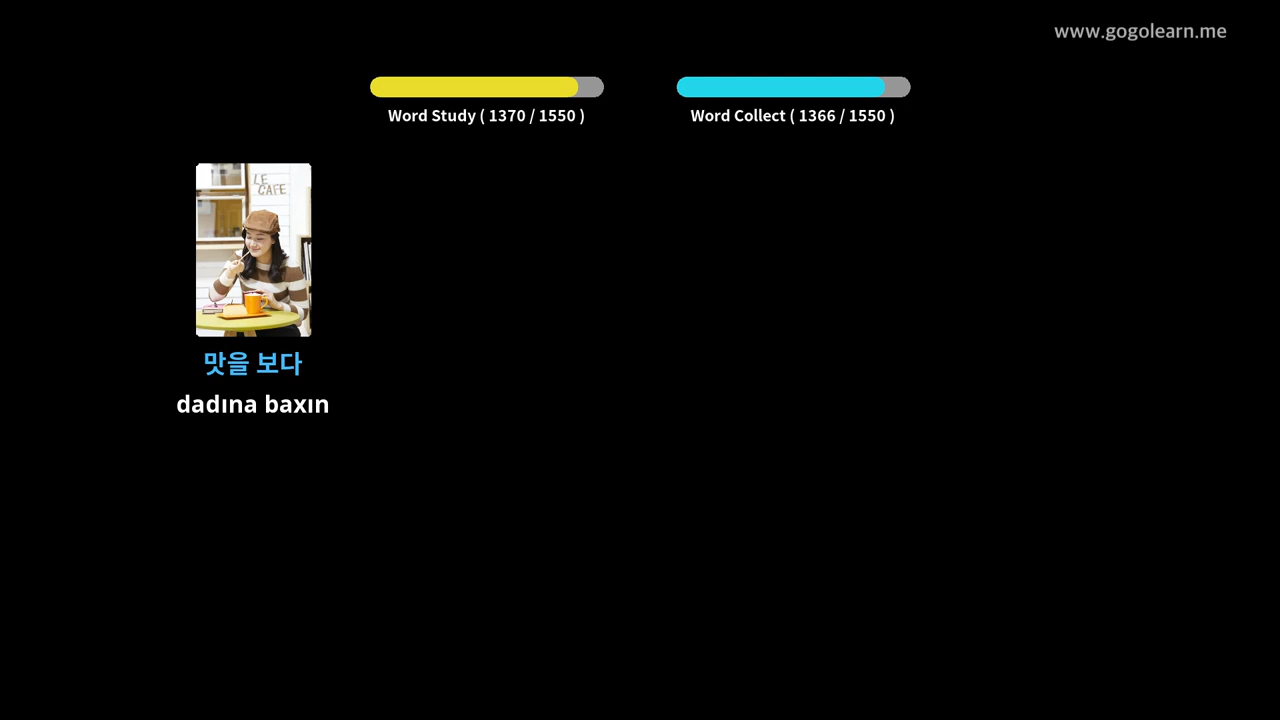 www.gogolearn.me
Word Study ( 1370 / 1550 )
Word Collect ( 1366 / 1550 )
LE
CAFE
맛을 보다
dadına baxın